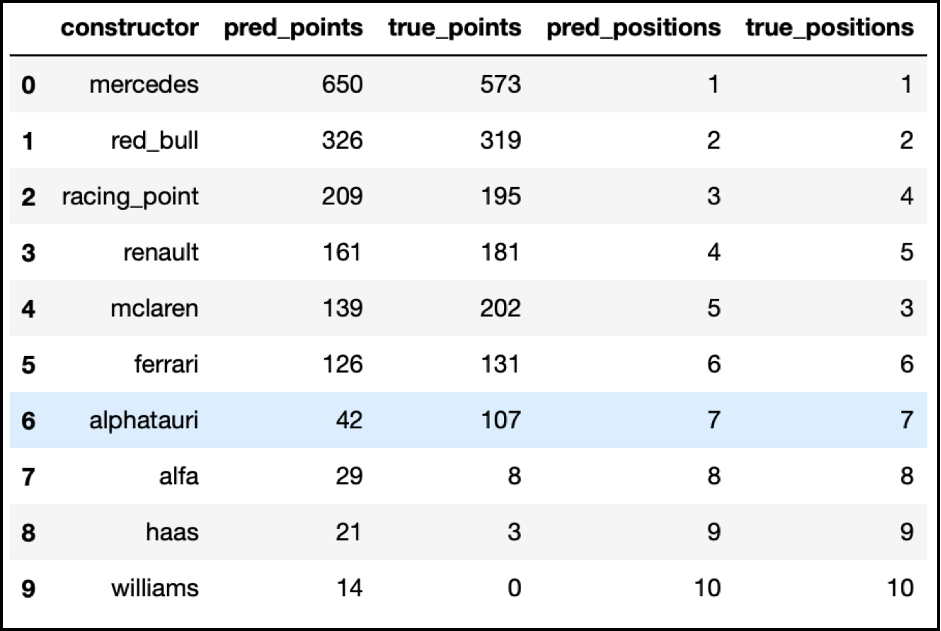 constructor pred_points true_points pred_positions true_positions
0 mercedes 650 573 1 1
1 red_bull 326 319 2 2
2 racing_point 209 195 3 4
3 renault 161 181 4 5
4 mclaren 139 202 5 3
5 ferrari 126 131 6 6
6 alphatauri 42 107 7 7
7 alfa 29 8 8 8
8 haas 21 3 9 9
9 williams 14 0 10 10